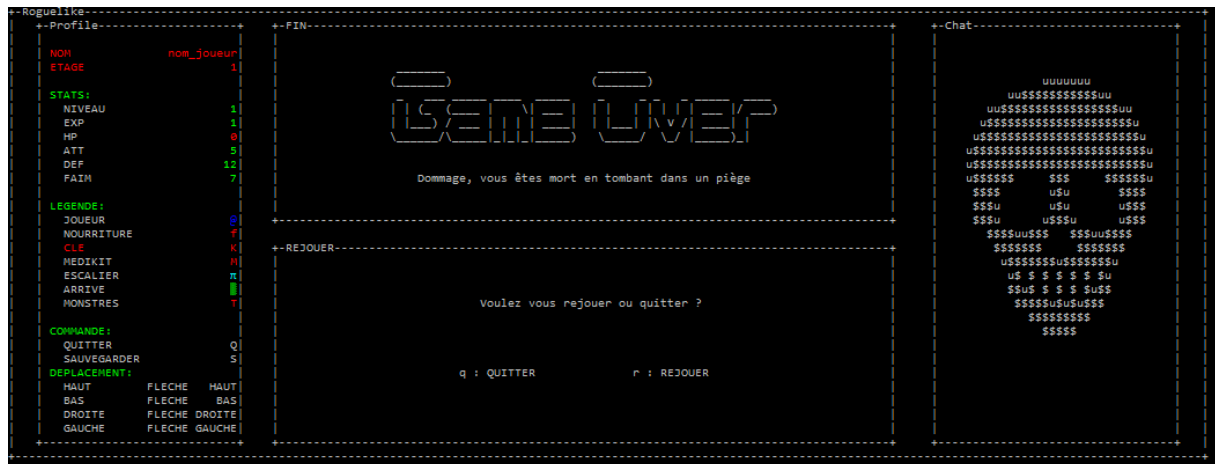 Roguelike
Profile
NOM nom_joueur
ETAGE 1
STATS:
NIVEAU 1
EXP 1
HP 0
ATT 5
DEF 12
FAIM 7
LEGENDE:
JOUEUR @
NOURRITURE f
CLE K
MEDIKIT M
ESCALIER π
ARRIVE
MONSTRES T
COMMANDE:
QUITTER Q
SAUVEGARDER S
DEPLACEMENT:
HAUT FLECHE HAUT
BAS FLECHE BAS
DROITE FLECHE DROITE
GAUCHE FLECHE GAUCHE
FIN
Game Over
Dommage, vous êtes mort en tombant dans un piège
REJOUER
Voulez vous rejouer ou quitter ?
q : QUITTER r : REJOUER
Chat